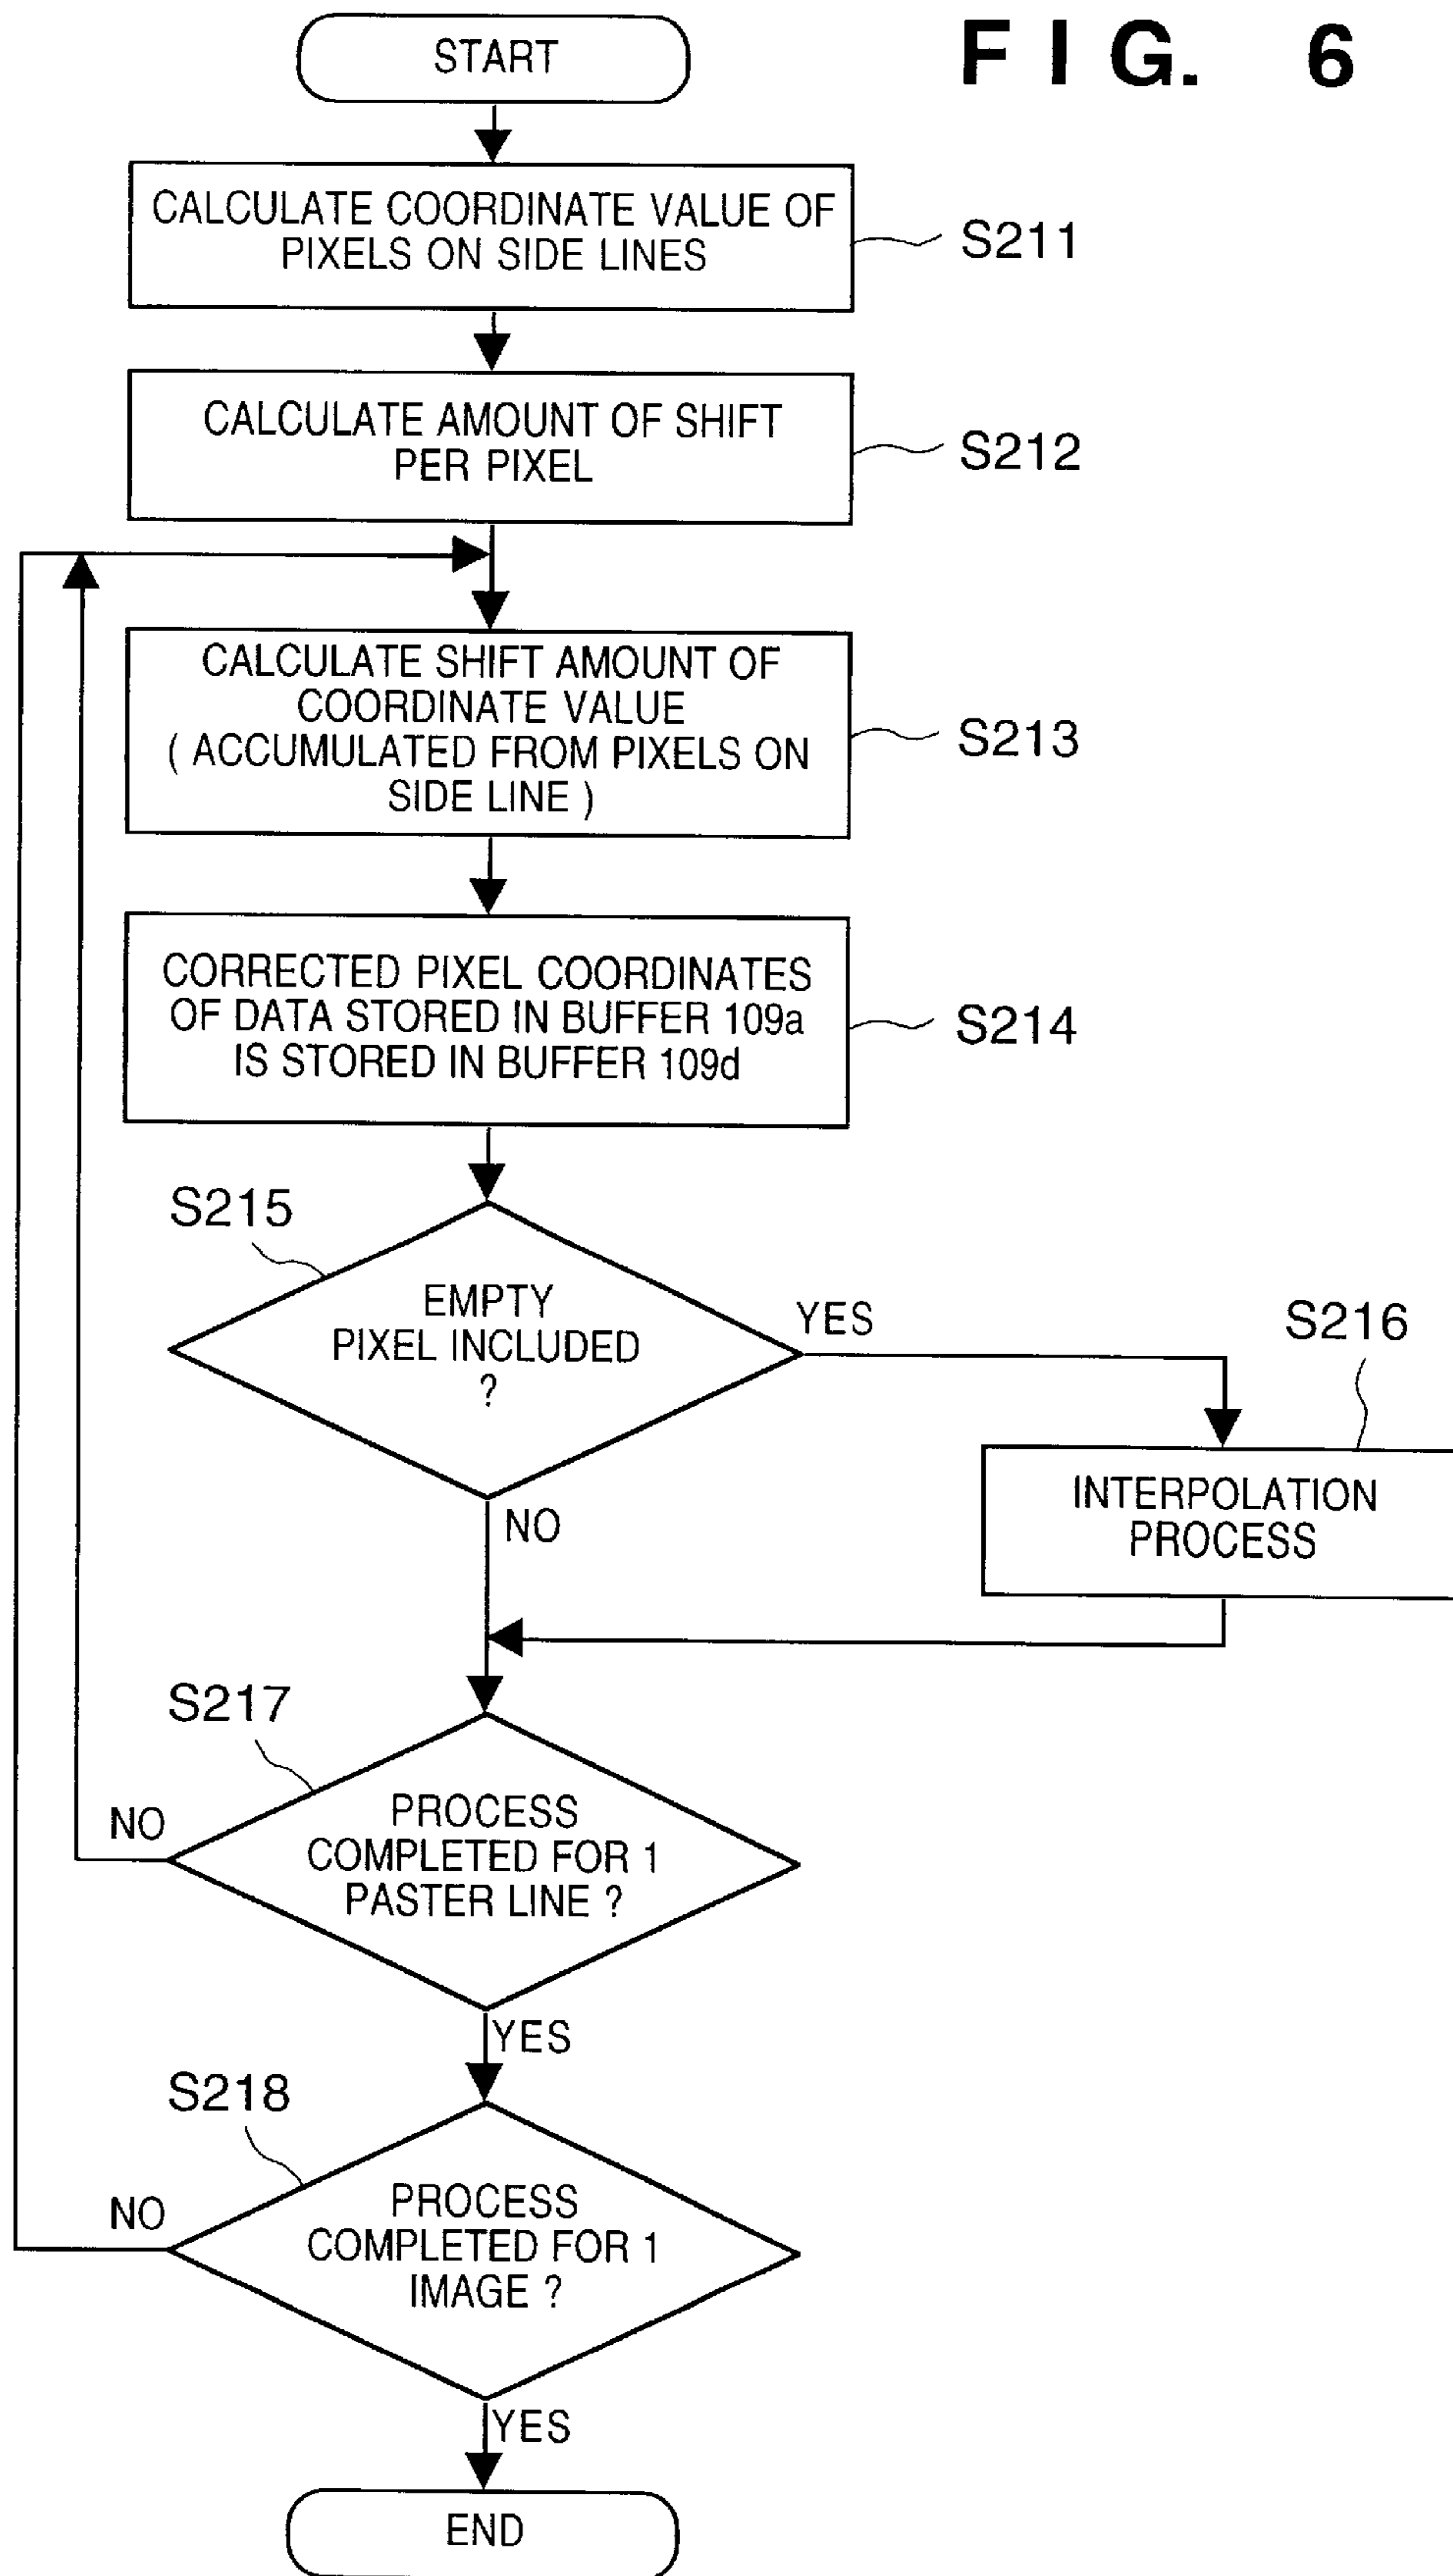 START
FIG. 6
CALCULATE COORDINATE VALUE OF
PIXELS ON SIDE LINES
S211
CALCULATE AMOUNT OF SHIFT
PER PIXEL
S212
CALCULATE SHIFT AMOUNT OF
COORDINATE VALUE
( ACCUMULATED FROM PIXELS ON
SIDE LINE )
S213
CORRECTED PIXEL COORDINATES
OF DATA STORED IN BUFFER 109a
IS STORED IN BUFFER 109d
S214
S215
EMPTY
PIXEL INCLUDED
?
YES
S216
INTERPOLATION
PROCESS
NO
S217
PROCESS
COMPLETED FOR 1
PASTER LINE ?
NO
YES
S218
PROCESS
COMPLETED FOR 1
IMAGE ?
NO
YES
END